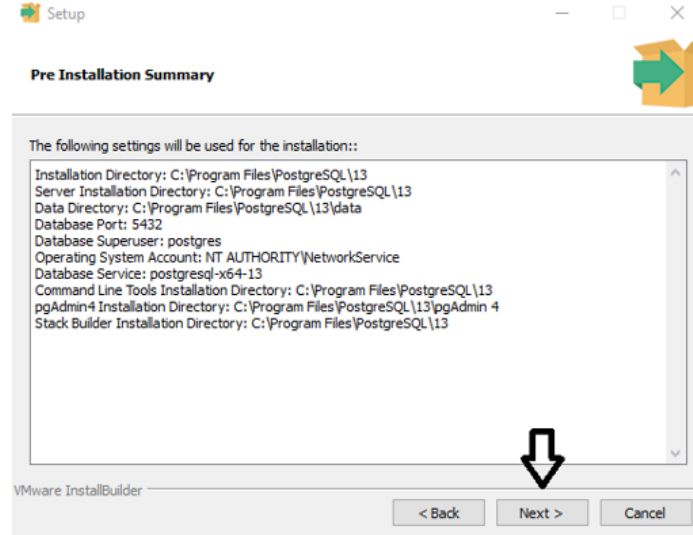 Setup
Pre Installation Summary
The following settings will be used for the installation::
Installation Directory: C:\Program Files\PostgreSQL\13
Server Installation Directory: C:\Program Files\PostgreSQL\13
Data Directory: C:\Program Files\PostgreSQL\13\data
Database Port: 5432
Database Superuser: postgres
Operating System Account: NT AUTHORITY\NetworkService
Database Service: postgresql-x64-13
Command Line Tools Installation Directory: C:\Program Files\PostgreSQL\13
pgAdmin4 Installation Directory: C:\Program Files\PostgreSQL\13\pgAdmin 4
Stack Builder Installation Directory: C:\Program Files\PostgreSQL\13
VMware InstallBuilder
< Back Next > Cancel